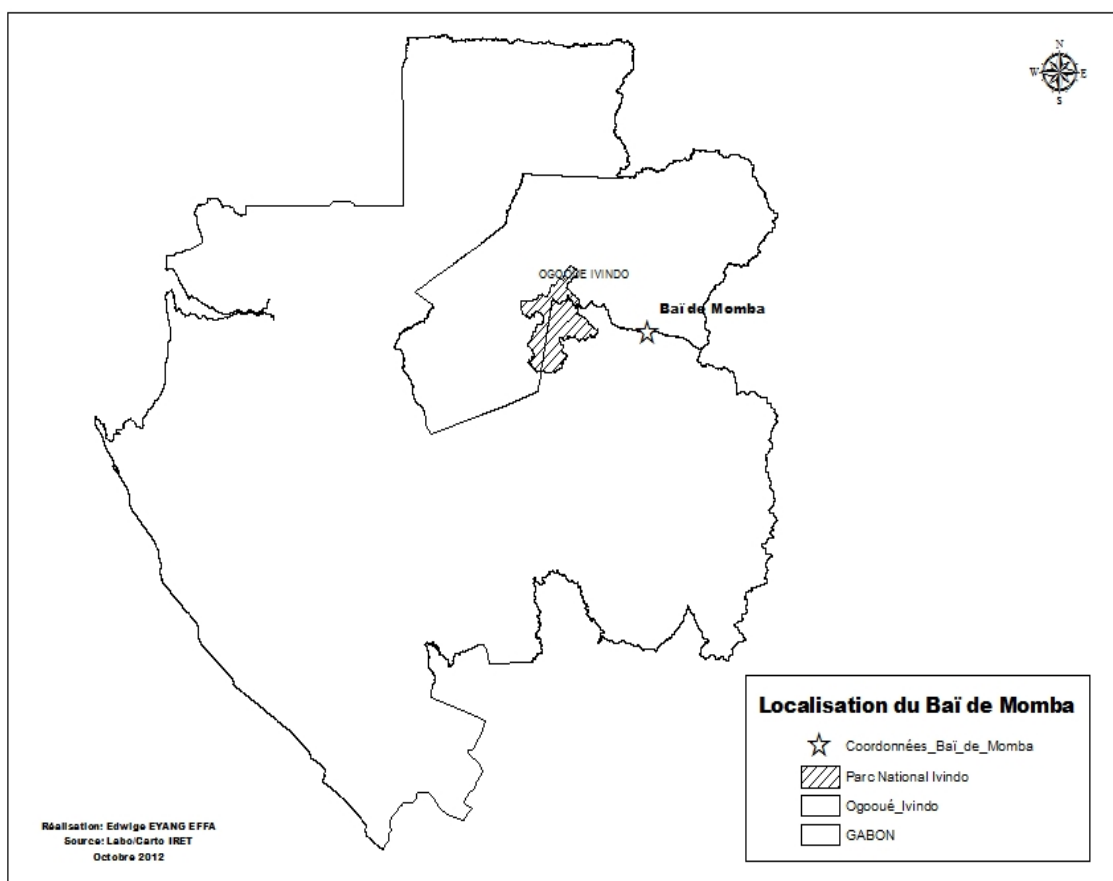 N
W E
S
OGOOUE IVINDO
Baï de Momba
Localisation du Baï de Momba
Coordonnées_Baï_de_Momba
Parc National Ivindo
Ogooué_Ivindo
GABON
Réalisation: Edwige EYANG EFFA
Source: Labo/Carto IRET
Octobre 2012